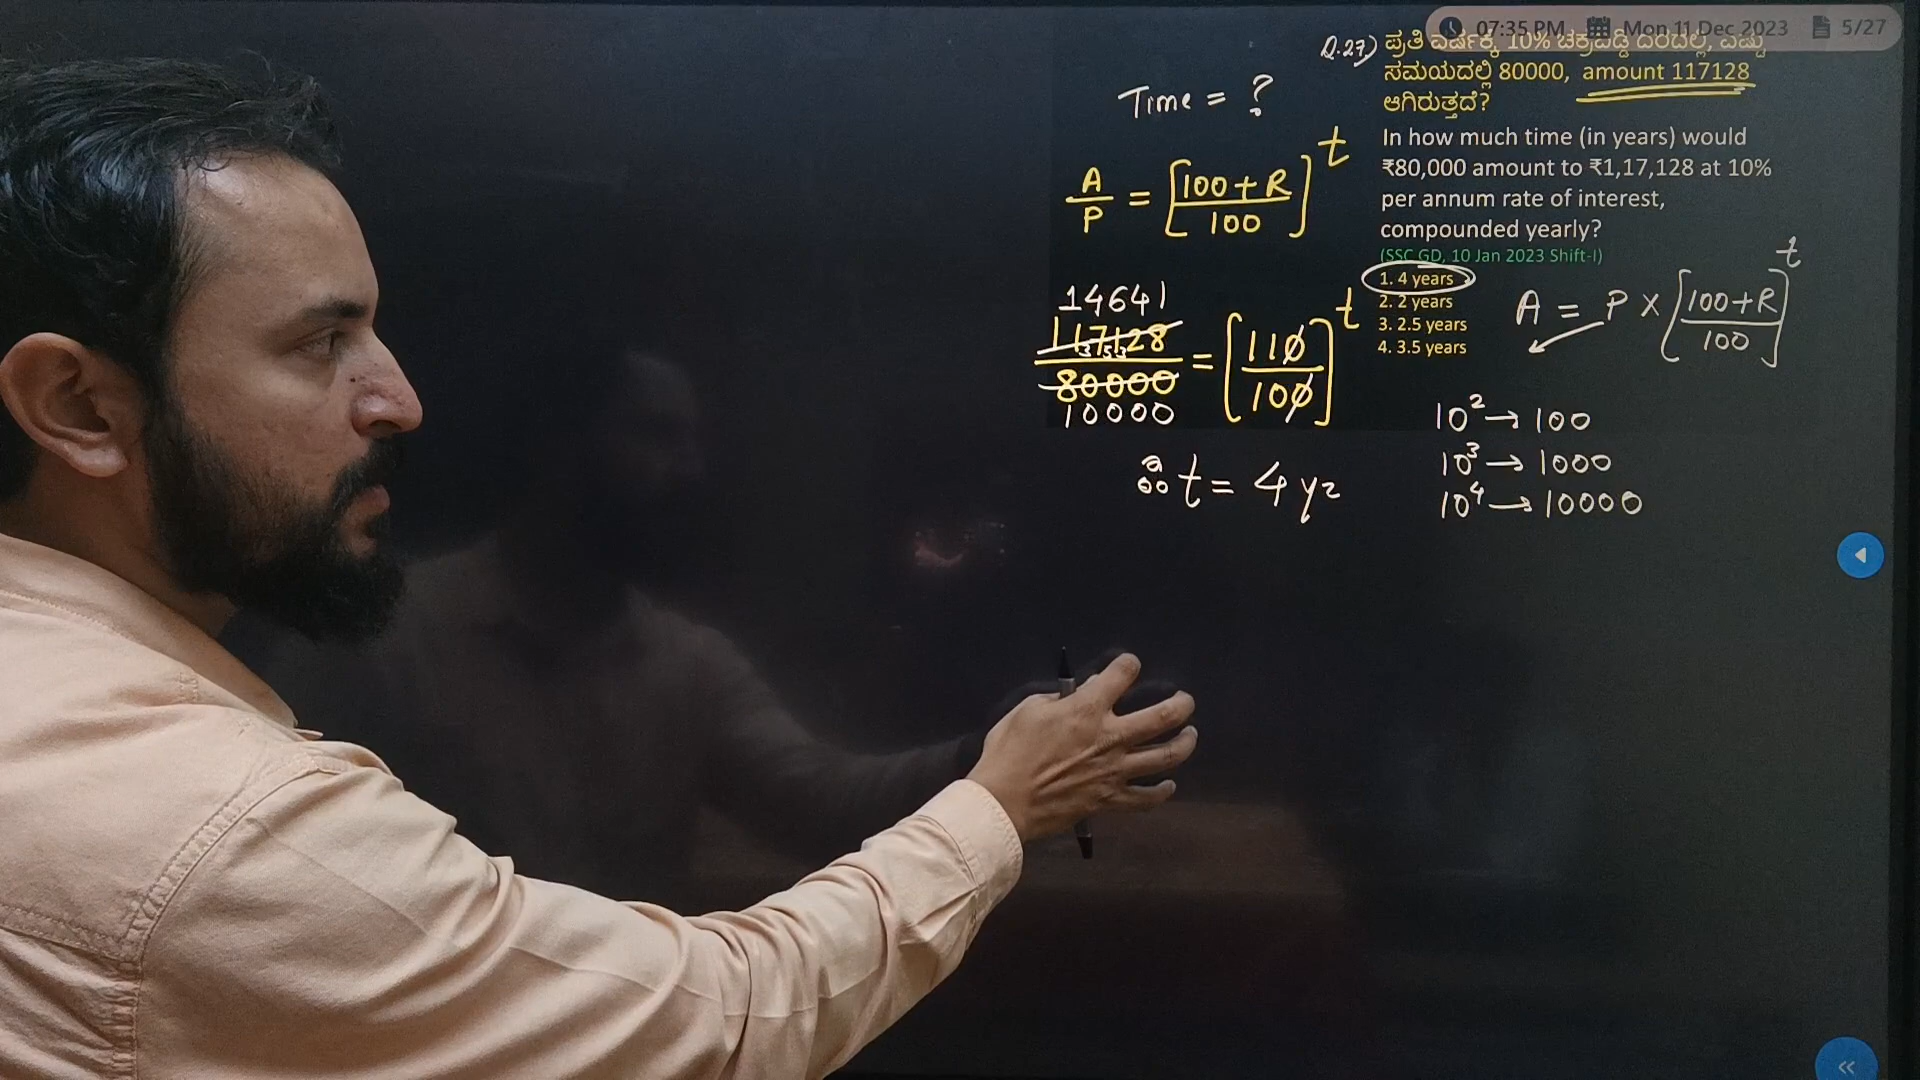 07:35 PM Mon 11 Dec 2023 5/27
Q.27) ಪ್ರತಿ ವರ್ಷಕ್ಕೆ 10% ಚಕ್ರಬಡ್ಡಿ ದರದಲ್ಲಿ, ಎಷ್ಟು
ಸಮಯದಲ್ಲಿ 80000, amount 117128
ಆಗಿರುತ್ತದೆ?
In how much time (in years) would
₹80,000 amount to ₹1,17,128 at 10%
per annum rate of interest,
compounded yearly?
(SSC GD, 10 Jan 2023 Shift-I)
1. 4 years
2. 2 years
3. 2.5 years
4. 3.5 years
Time = ?
A/P = [100+R/100]^t
14641
117128/80000 = [110/100]^t
10000
∴ t = 4 yr
A = P × [100+R/100]^t
10² → 100
10³ → 1000
10⁴ → 10000